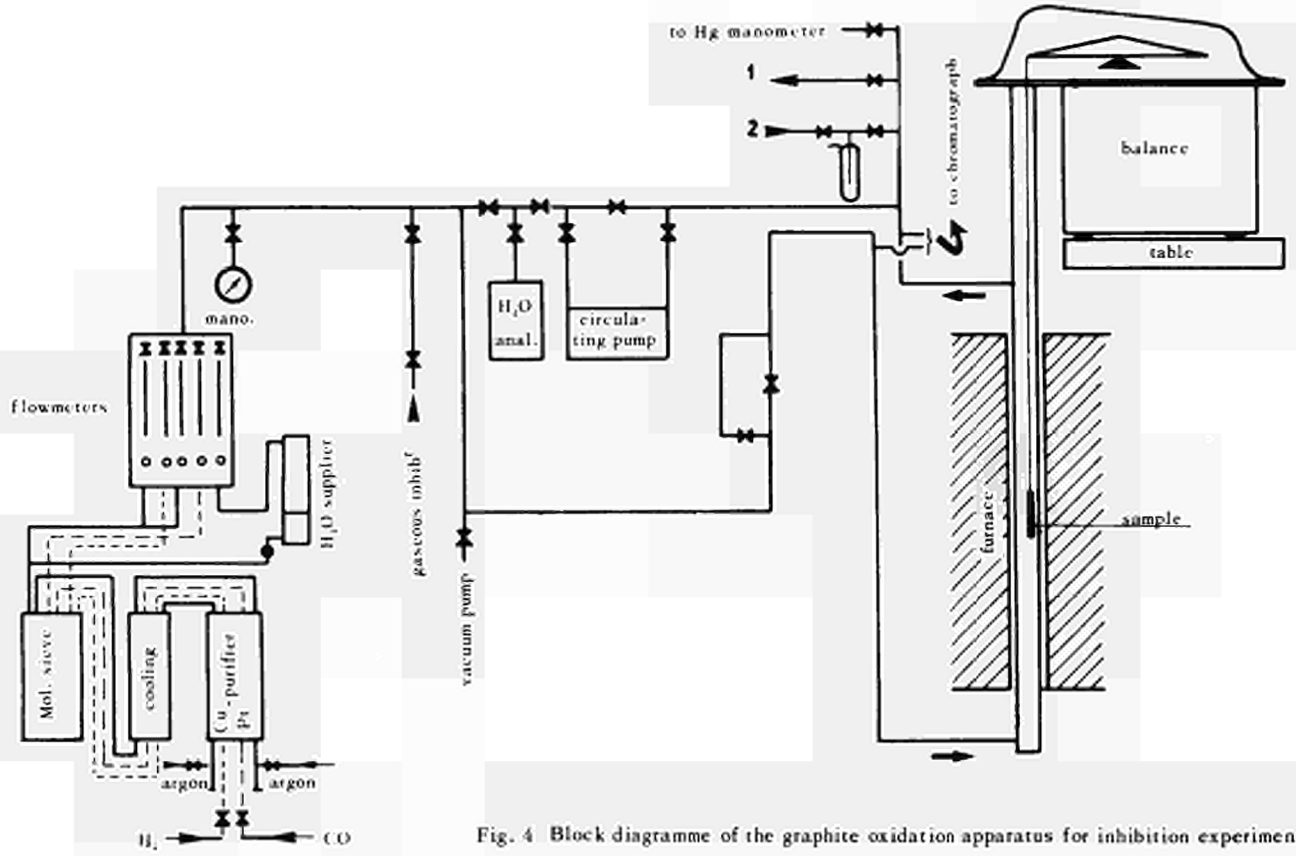 to Hg manometer
1
2
to chromatograph
balance
table
mano.
H₂O
anal.
circula-
ting pump
flowmeters
H₂O supplier
gaseous inhibʳ
vacuum pump
furnace
sample
Mol. sieve
cooling
Cu -purifier
Pt
argon
argon
H₂
CO
Fig. 4 Block diagramme of the graphite oxidation apparatus for inhibition experimen